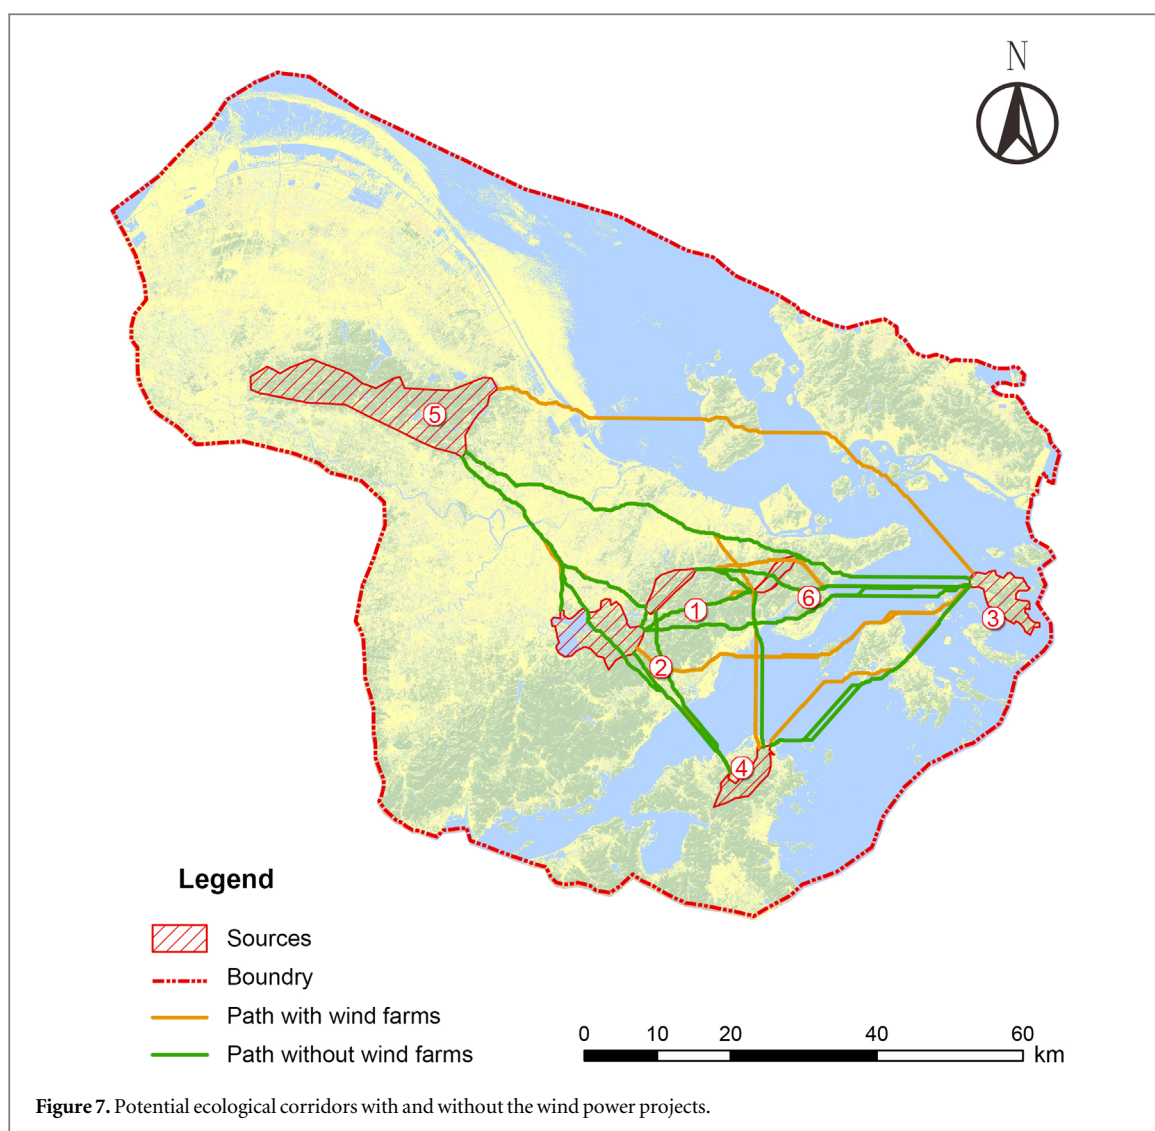 N
5
6
1
3
2
4
Legend
Sources
Boundry
Path with wind farms
Path without wind farms
0 10 20 40 60
km
Figure 7. Potential ecological corridors with and without the wind power projects.